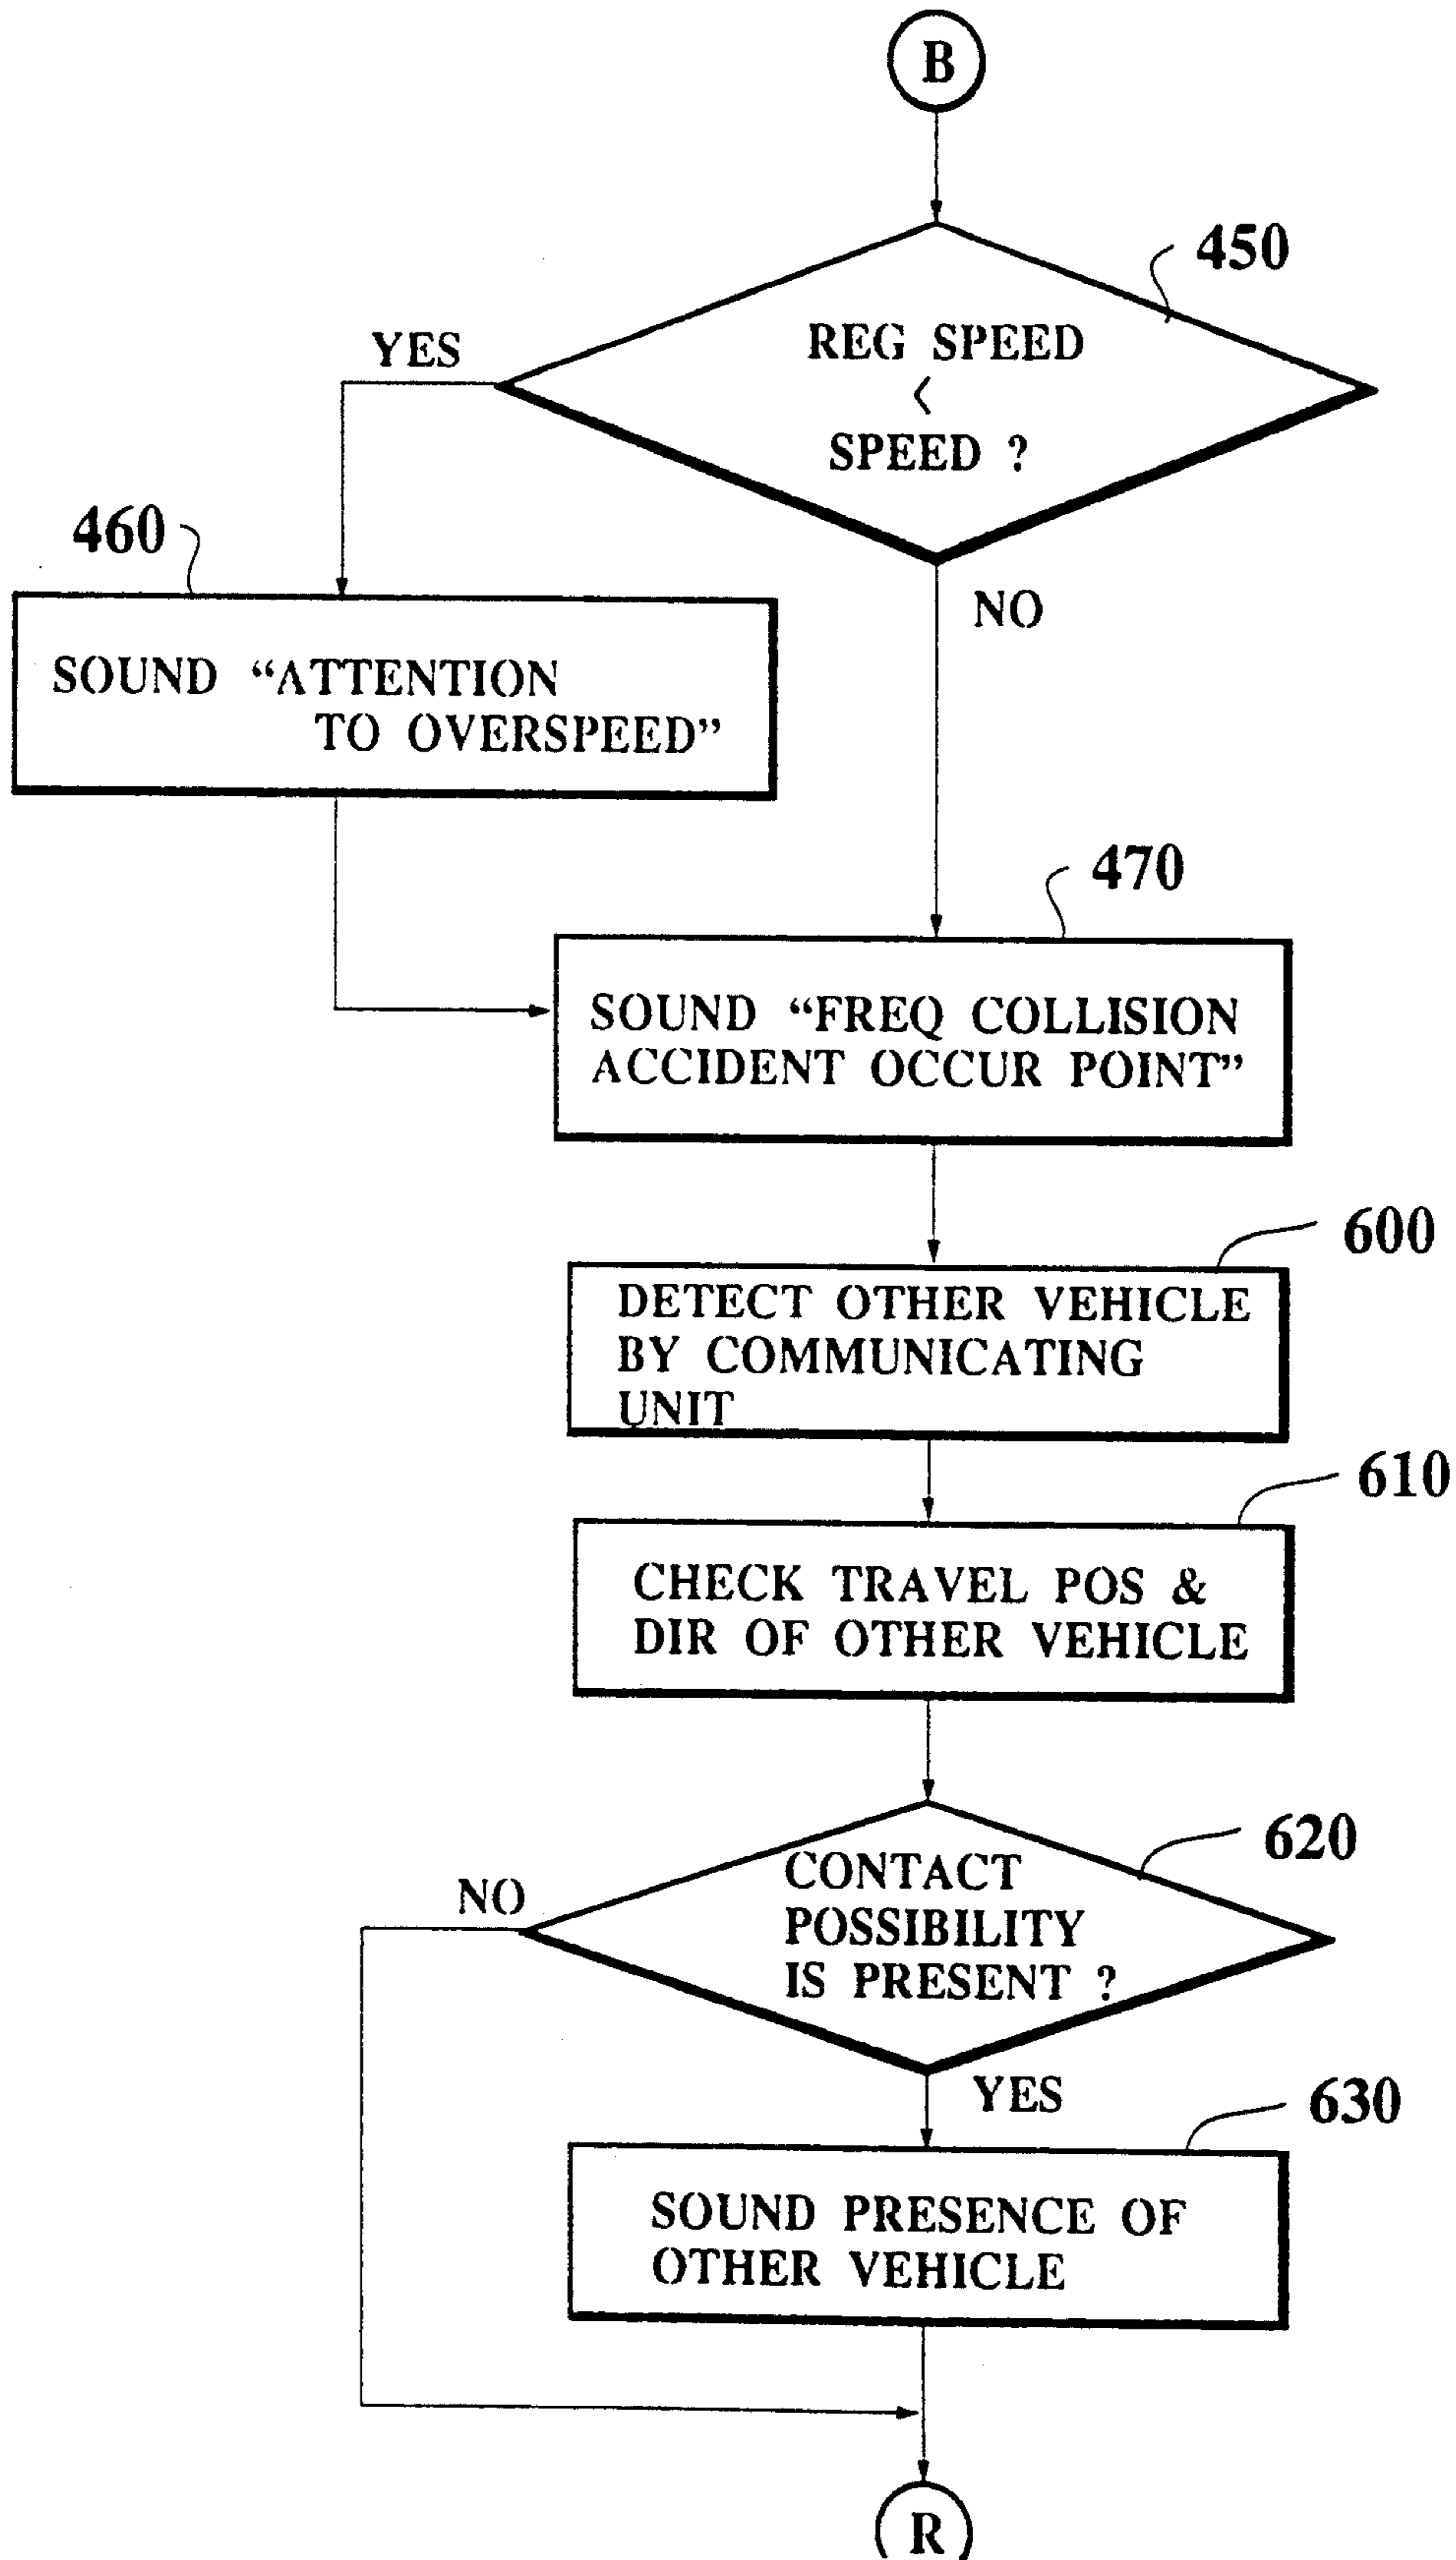 B
450
REG SPEED
<
SPEED ?
YES
NO
460
SOUND “ATTENTION
TO OVERSPEED”
470
SOUND “FREQ COLLISION
ACCIDENT OCCUR POINT”
600
DETECT OTHER VEHICLE
BY COMMUNICATING
UNIT
610
CHECK TRAVEL POS &
DIR OF OTHER VEHICLE
620
CONTACT
POSSIBILITY
IS PRESENT ?
NO
YES
630
SOUND PRESENCE OF
OTHER VEHICLE
R